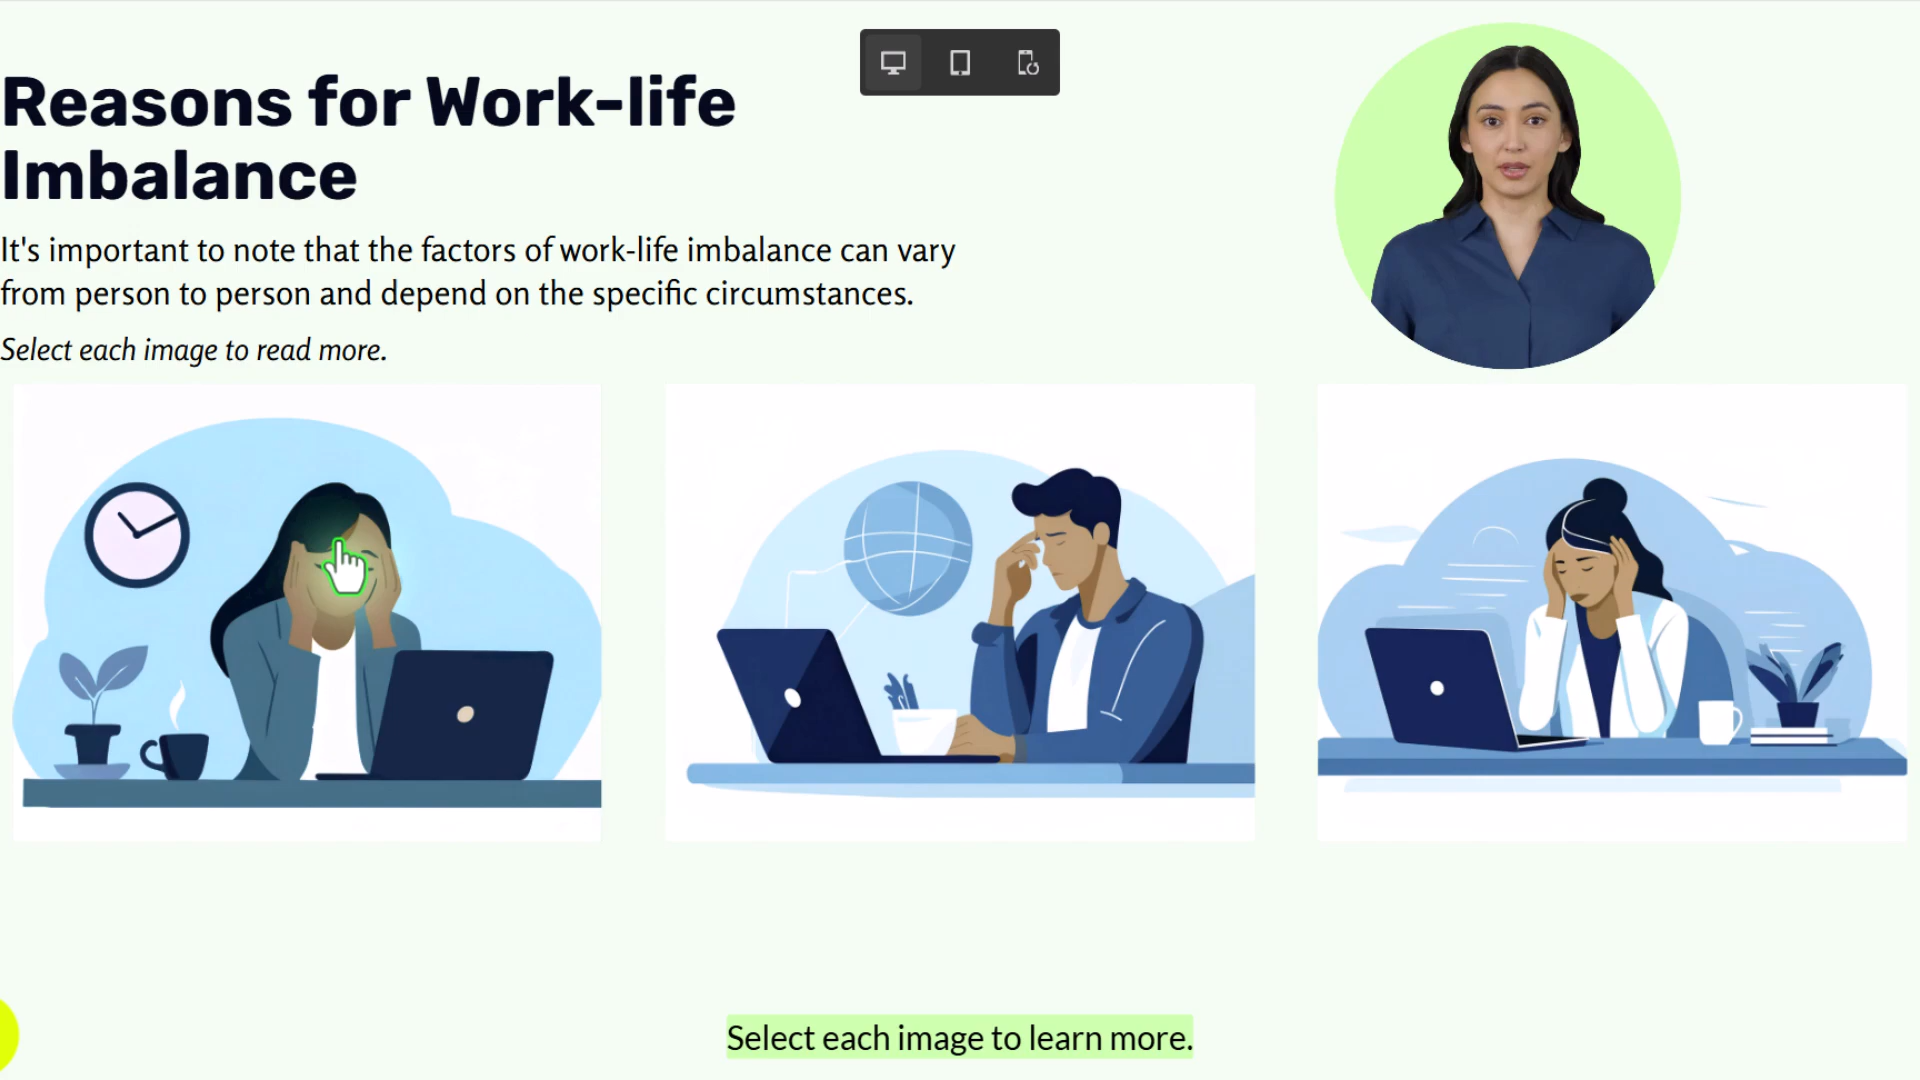 Reasons for Work-life
Imbalance
It's important to note that the factors of work-life imbalance can vary
from person to person and depend on the specific circumstances.
Select each image to read more.
Select each image to learn more.